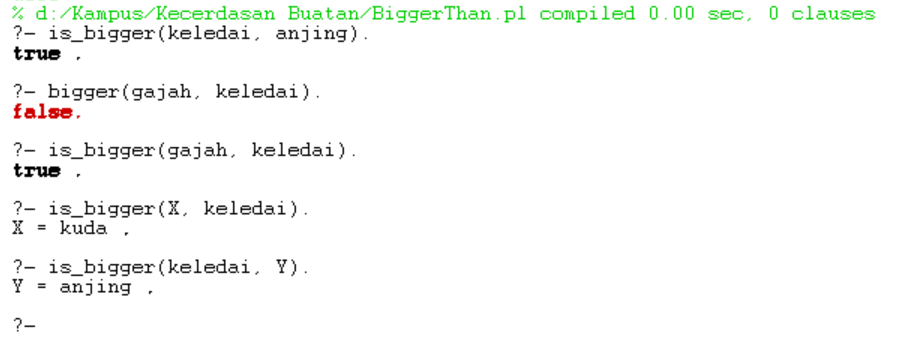 % d:/Kampus/Kecerdasan Buatan/BiggerThan.pl compiled 0.00 sec, 0 clauses
?- is_bigger(keledai, anjing).
true .
?- bigger(gajah, keledai).
false.
?- is_bigger(gajah, keledai).
true .
?- is_bigger(X, keledai).
X = kuda .
?- is_bigger(keledai, Y).
Y = anjing .
?-